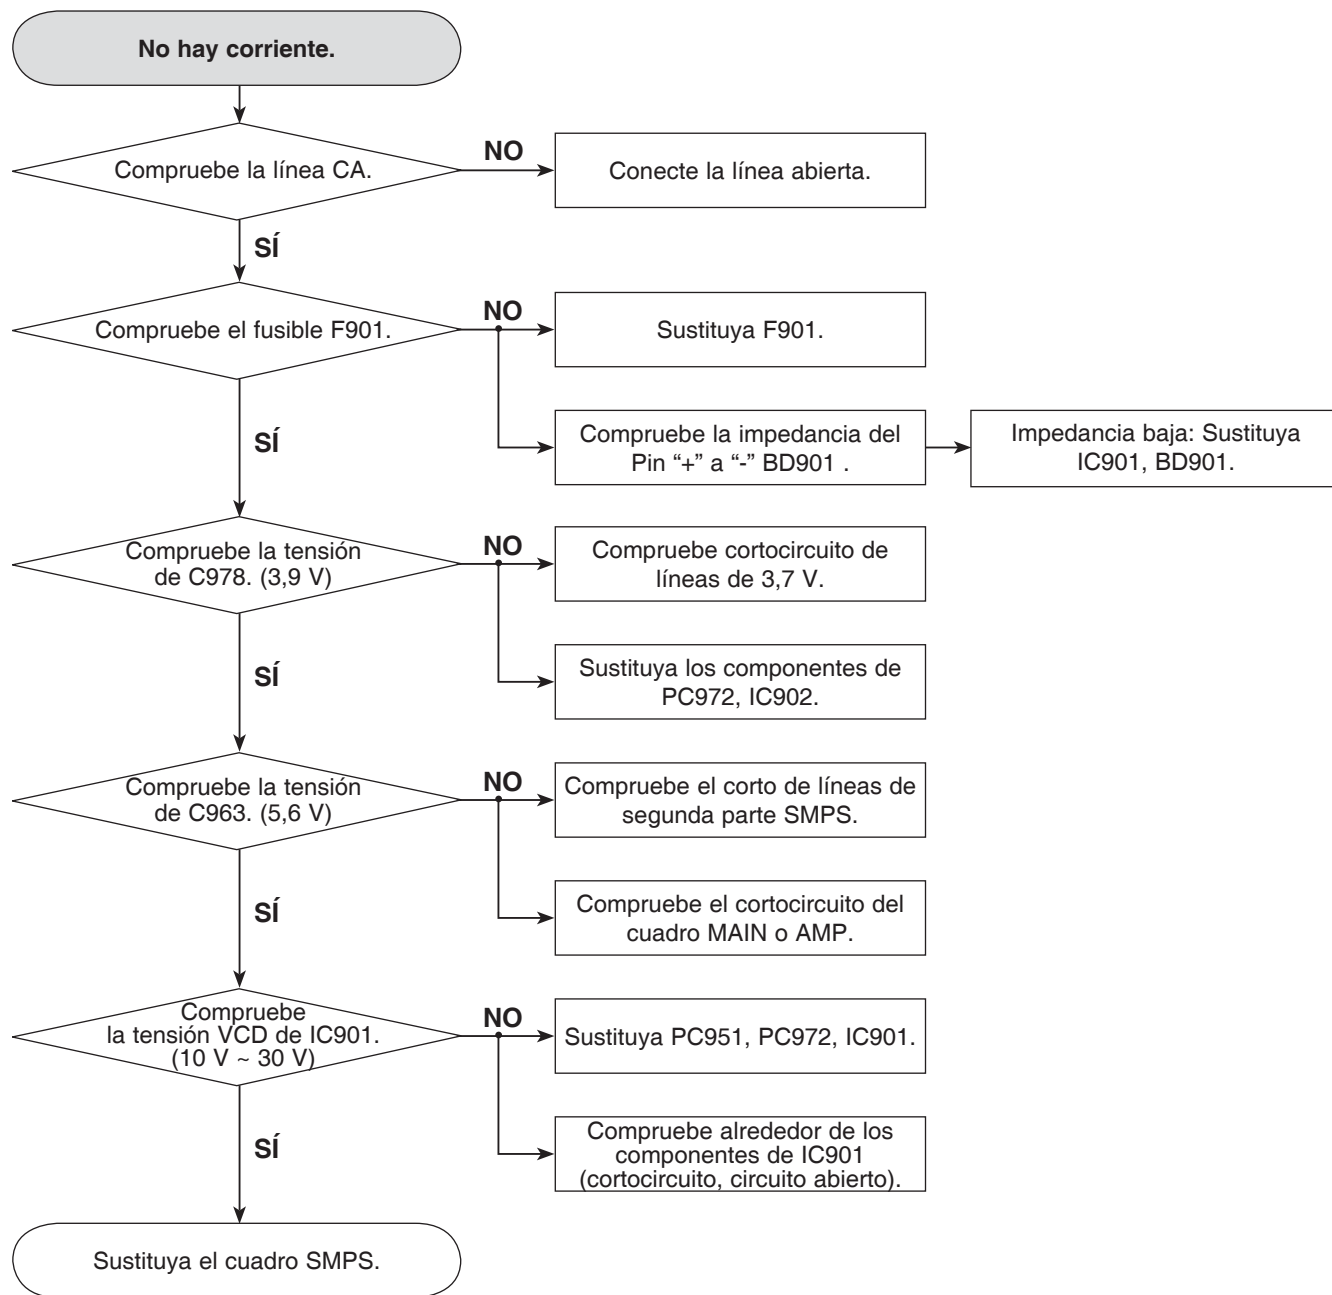 No hay corriente.
Compruebe la línea CA.
NO
Conecte la línea abierta.
SÍ
Compruebe el fusible F901.
NO
Sustituya F901.
Compruebe la impedancia del
Pin “+” a “-” BD901 .
Impedancia baja: Sustituya
IC901, BD901.
SÍ
Compruebe la tensión
de C978. (3,9 V)
NO
Compruebe cortocircuito de
líneas de 3,7 V.
Sustituya los componentes de
PC972, IC902.
SÍ
Compruebe la tensión
de C963. (5,6 V)
NO
Compruebe el corto de líneas de
segunda parte SMPS.
Compruebe el cortocircuito del
cuadro MAIN o AMP.
SÍ
Compruebe
la tensión VCD de IC901.
(10 V ~ 30 V)
NO
Sustituya PC951, PC972, IC901.
Compruebe alrededor de los
componentes de IC901
(cortocircuito, circuito abierto).
SÍ
Sustituya el cuadro SMPS.